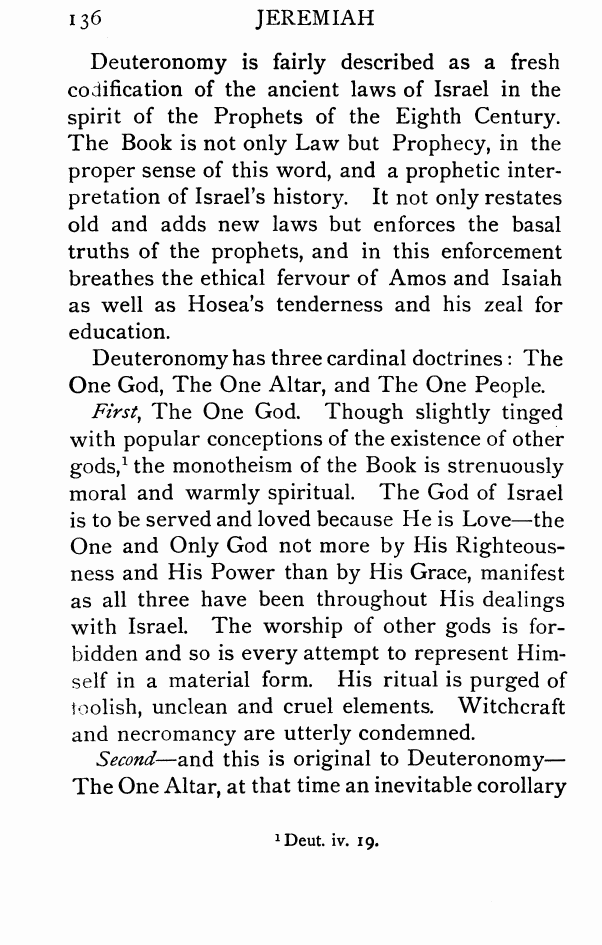 136 JEREMIAH
Deuteronomy is fairly described as a fresh
codification of the ancient laws of Israel in the
spirit of the Prophets of the Eighth Century.
The Book is not only Law but Prophecy, in the
proper sense of this word, and a prophetic inter-
pretation of Israel's history. It not only restates
old and adds new laws but enforces the basal
truths of the prophets, and in this enforcement
breathes the ethical fervour of Amos and Isaiah
as well as Hosea's tenderness and his zeal for
education.
Deuteronomy has three cardinal doctrines: The
One God, The One Altar, and The One People.
First, The One God. Though slightly tinged
with popular conceptions of the existence of other
gods,¹ the monotheism of the Book is strenuously
moral and warmly spiritual. The God of Israel
is to be served and loved because He is Love—the
One and Only God not more by His Righteous-
ness and His Power than by His Grace, manifest
as all three have been throughout His dealings
with Israel. The worship of other gods is for-
bidden and so is every attempt to represent Him-
self in a material form. His ritual is purged of
foolish, unclean and cruel elements. Witchcraft
and necromancy are utterly condemned.
Second—and this is original to Deuteronomy—
The One Altar, at that time an inevitable corollary
¹ Deut. iv. 19.